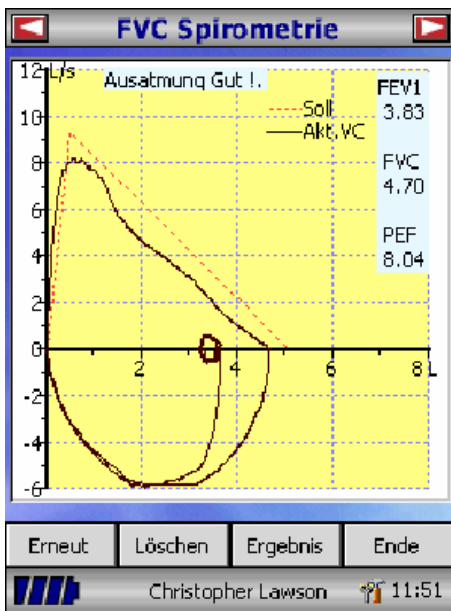 FVC Spirometrie
12 L/s
Ausatmung Gut !.
FEV1
3.83
10
Soll
Akt. VC
FVC
4.70
8
PEF
8.04
6
4
2
0
2
4
6
8 L
-2
-4
-6
Erneut
Löschen
Ergebnis
Ende
Christopher Lawson
11:51